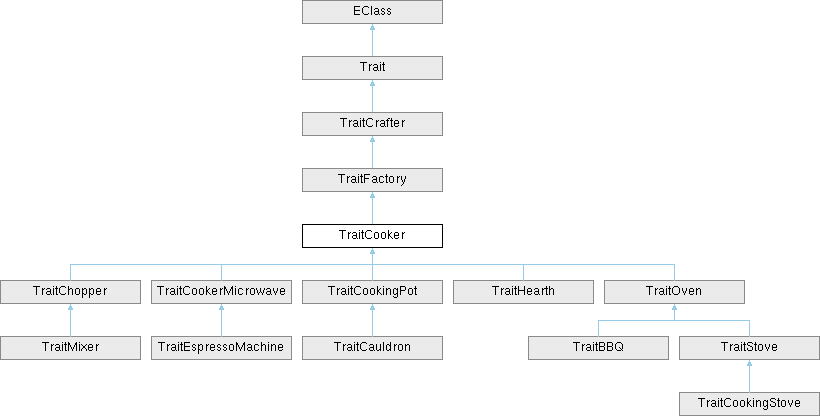 EClass
Trait
TraitCrafter
TraitFactory
TraitCooker
TraitChopper
TraitCookerMicrowave
TraitCookingPot
TraitHearth
TraitOven
TraitMixer
TraitEspressoMachine
TraitCauldron
TraitBBQ
TraitStove
TraitCookingStove